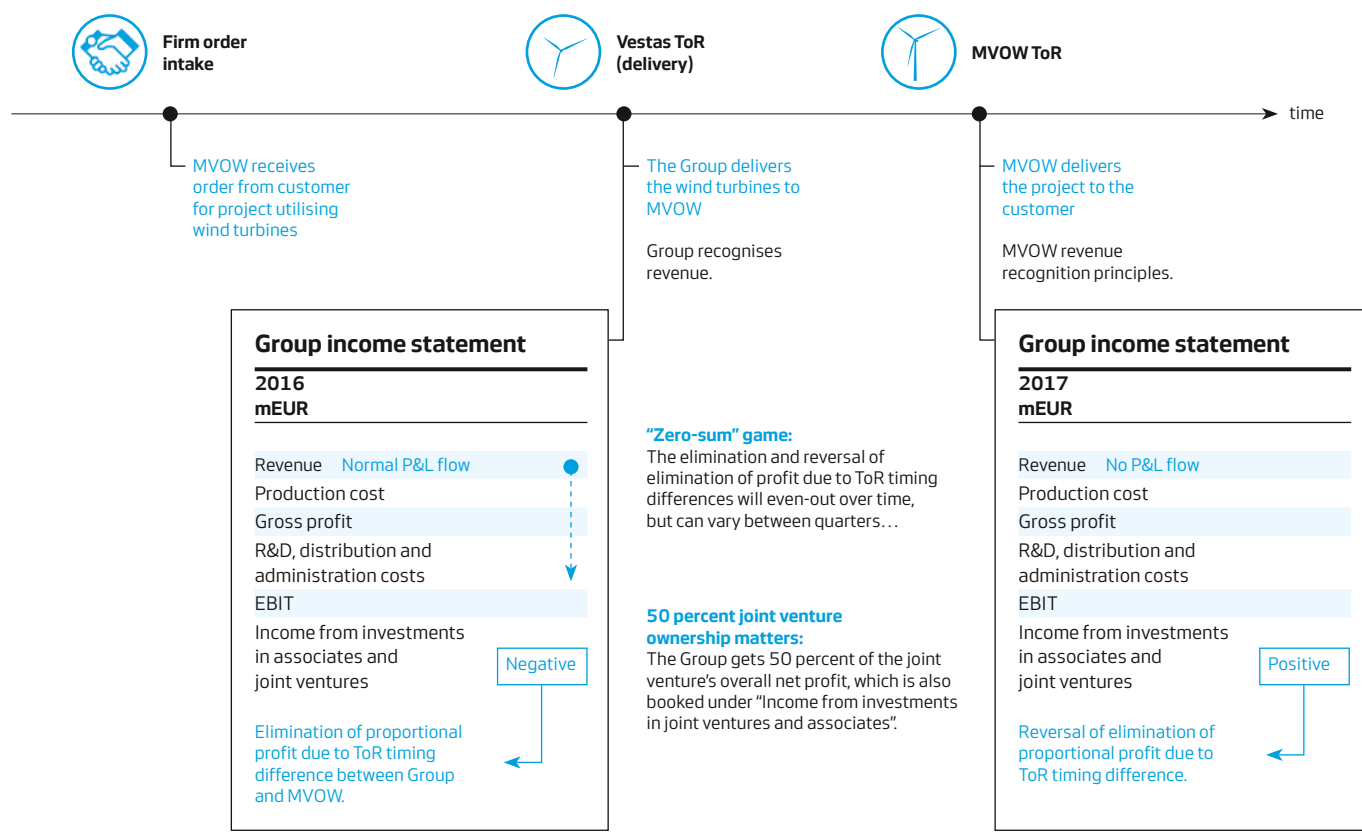 Firm order
intake
Vestas ToR
(delivery)
MVOW ToR
time
MVOW receives
order from customer
for project utilising
wind turbines
The Group delivers
the wind turbines to
MVOW
Group recognises
revenue.
MVOW delivers
the project to the
customer
MVOW revenue
recognition principles.
Group income statement
2016
mEUR
Revenue Normal P&L flow
Production cost
Gross profit
R&D, distribution and
administration costs
EBIT
Income from investments
in associates and
joint ventures
Negative
Elimination of proportional
profit due to ToR timing
difference between Group
and MVOW.
“Zero-sum” game:
The elimination and reversal of
elimination of profit due to ToR timing
differences will even-out over time,
but can vary between quarters…
50 percent joint venture
ownership matters:
The Group gets 50 percent of the joint
venture’s overall net profit, which is also
booked under “Income from investments
in joint ventures and associates”.
Group income statement
2017
mEUR
Revenue No P&L flow
Production cost
Gross profit
R&D, distribution and
administration costs
EBIT
Income from investments
in associates and
joint ventures
Positive
Reversal of elimination of
proportional profit due to
ToR timing difference.